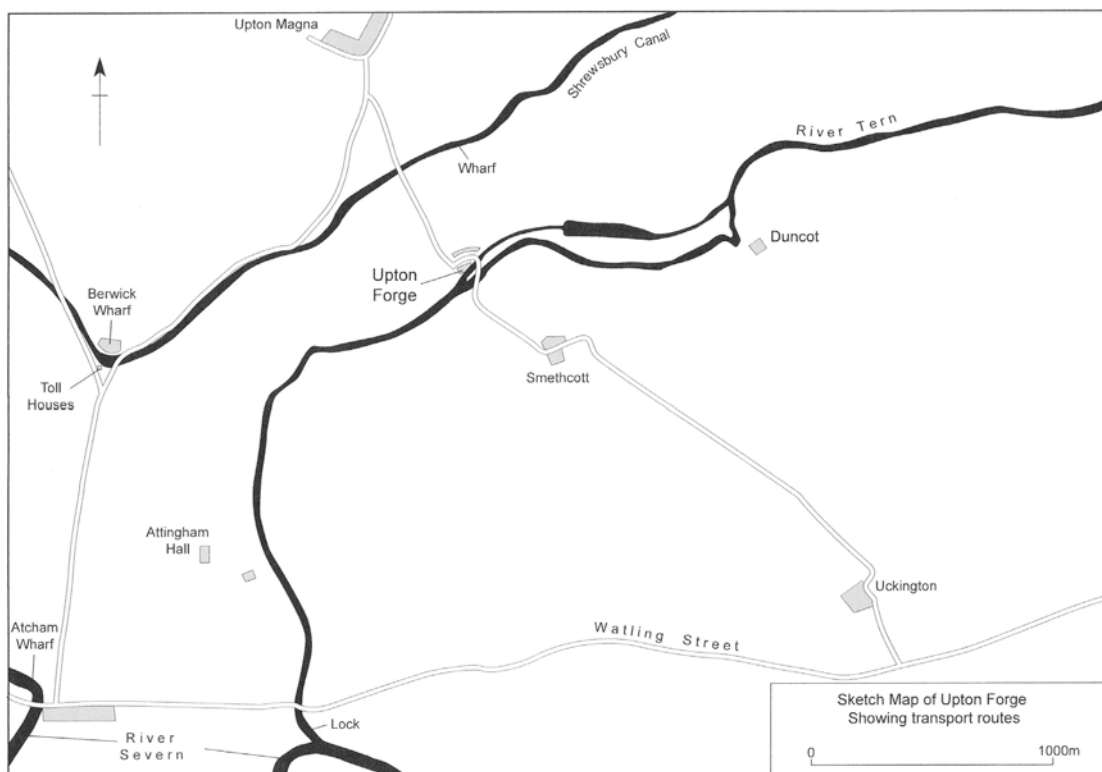 Upton Magna
Shrewsbury Canal
River Tern
Wharf
Duncot
Upton
Forge
Berwick
Wharf
Smethcott
Toll
Houses
Attingham
Hall
Uckington
Atcham
Wharf
Watling Street
Lock
River
Severn
Sketch Map of Upton Forge
Showing transport routes
0 1000m